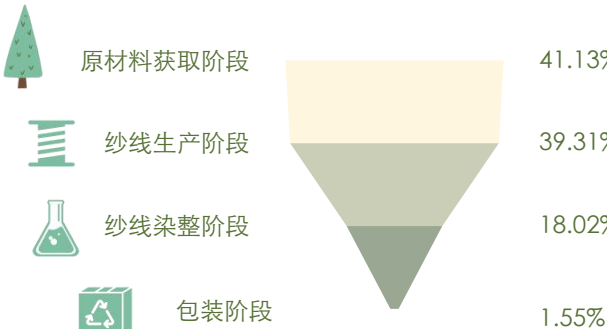 原材料获取阶段 41.13%
纱线生产阶段 39.31%
纱线染整阶段 18.02%
包装阶段 1.55%